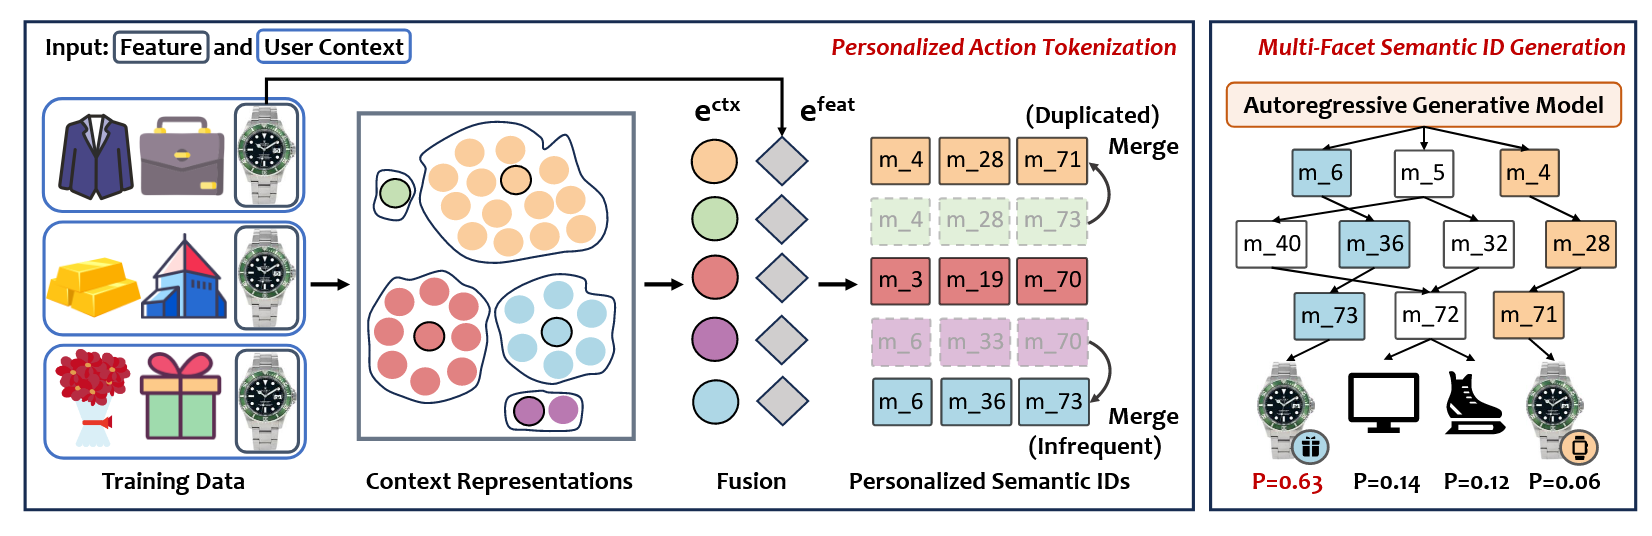 Input: Feature and User Context
Personalized Action Tokenization
e^ctx
e^feat
(Duplicated)
Merge
m_4 m_28 m_71
m_4 m_28 m_73
m_3 m_19 m_70
m_6 m_33 m_70
m_6 m_36 m_73
Merge
(Infrequent)
Training Data
Context Representations
Fusion
Personalized Semantic IDs
Multi-Facet Semantic ID Generation
Autoregressive Generative Model
m_6 m_5 m_4
m_40 m_36 m_32 m_28
m_73 m_72 m_71
P=0.63 P=0.14 P=0.12 P=0.06